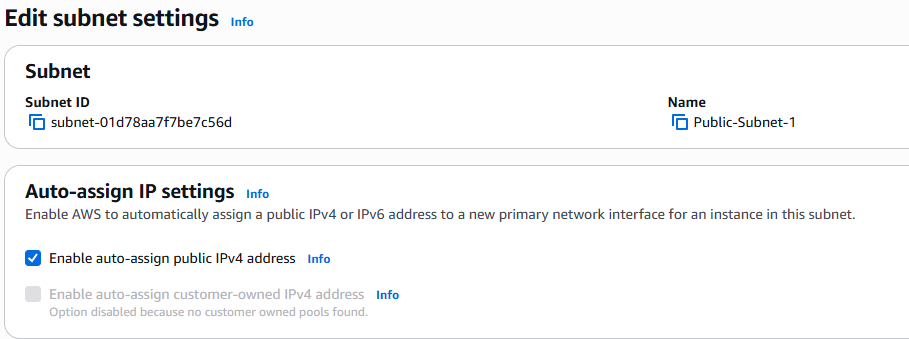 Edit subnet settings Info
Subnet
Subnet ID
subnet-01d78aa7f7be7c56d
Name
Public-Subnet-1
Auto-assign IP settings Info
Enable AWS to automatically assign a public IPv4 or IPv6 address to a new primary network interface for an instance in this subnet.
Enable auto-assign public IPv4 address Info
Enable auto-assign customer-owned IPv4 address Info
Option disabled because no customer owned pools found.